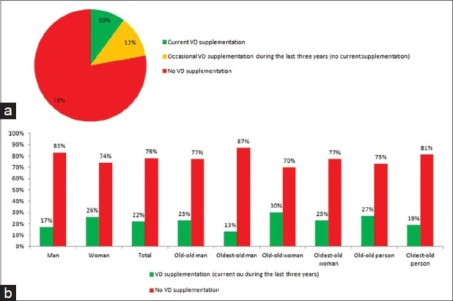 10%
12%
78%
Current VD supplementation
Occasional VD supplementation during the last three years (no current supplementation)
No VD supplementation
a
100%
90%
80%
70%
60%
50%
40%
30%
20%
10%
0%
83% 74% 78% 77% 87% 70% 77% 73% 81%
17% 26% 22% 23% 13% 30% 23% 27% 19%
Man Woman Total Old-old man Oldest-old man Old-old woman Oldest-old woman Old-old person Oldest-old person
VD supplementation (current ou during the last three years)
No VD supplementation
b